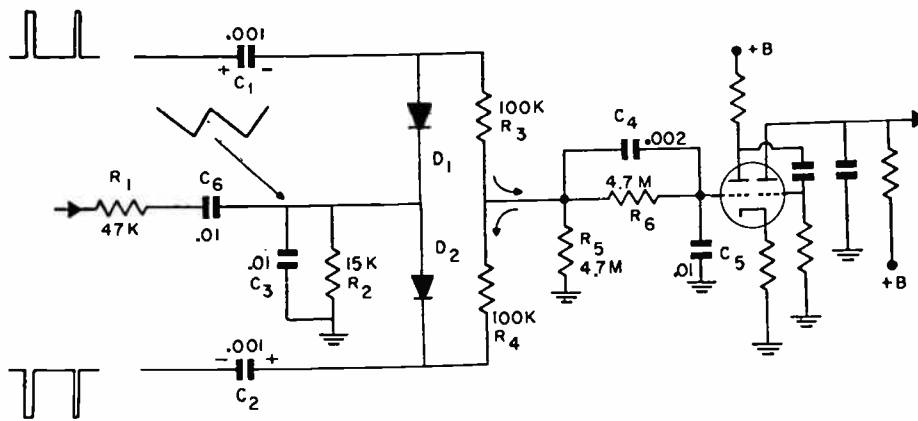 .001
+ -
C1
+B
100K
R3
C4
.002
D1
R1
C6
4.7M
R6
47K
.01
D2
.01
C3
15K
R2
R5
4.7M
.01
C5
100K
R4
+B
.001
- +
C2